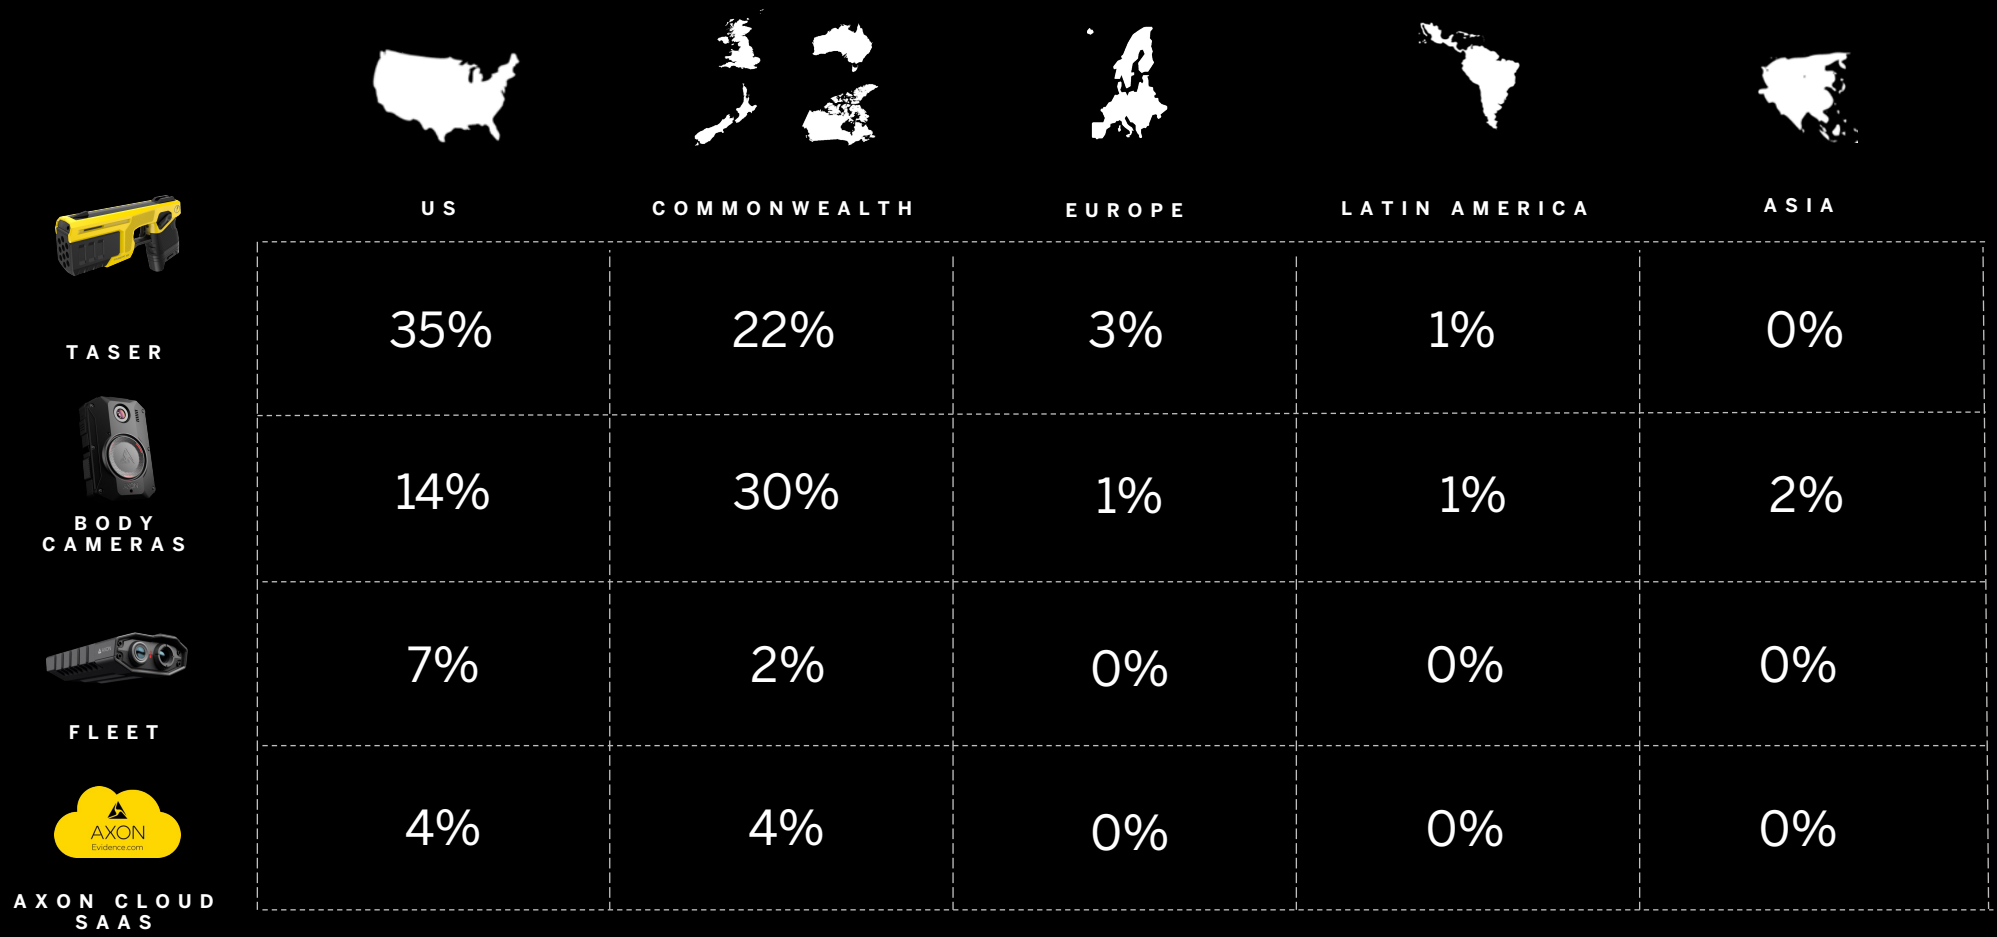 US
COMMONWEALTH
EUROPE
LATIN AMERICA
ASIA
TASER
35%
22%
3%
1%
0%
BODY
CAMERAS
14%
30%
1%
1%
2%
AXON
FLEET
7%
2%
0%
0%
0%
AXON
Evidence.com
AXON CLOUD
SAAS
4%
4%
0%
0%
0%